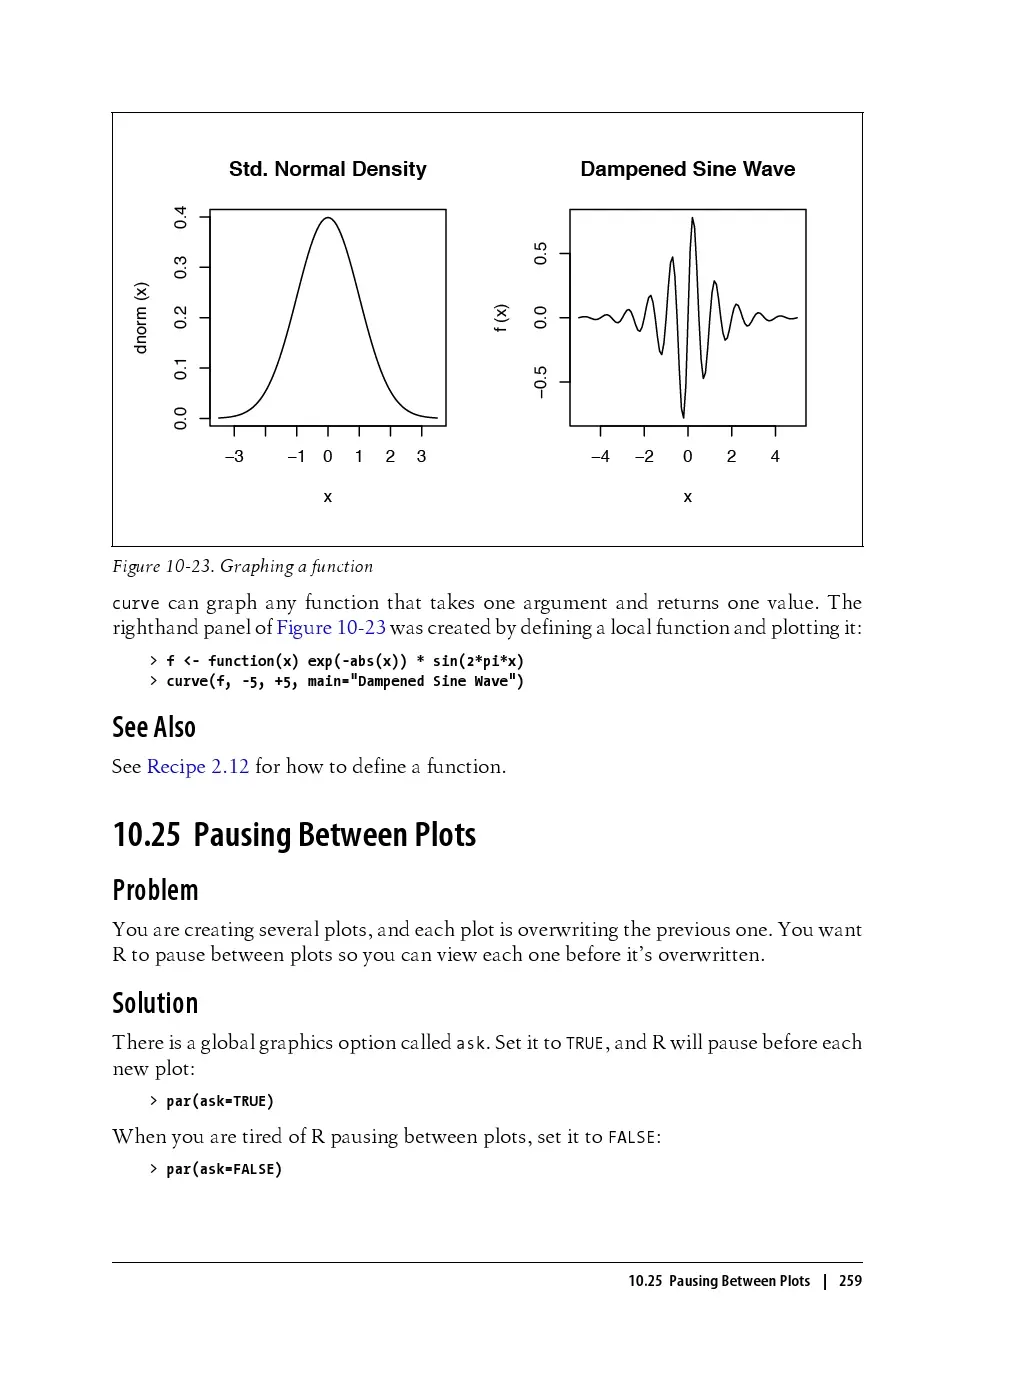 Std. Normal Density
dnorm (x)
0.4
0.3
0.2
0.1
0.0
−3 −1 0 1 2 3
x
Dampened Sine Wave
f (x)
0.5
0.0
−0.5
−4 −2 0 2 4
x
Figure 10-23. Graphing a function
curve can graph any function that takes one argument and returns one value. The
righthand panel of Figure 10-23 was created by defining a local function and plotting it:
> f <- function(x) exp(-abs(x)) * sin(2*pi*x)
> curve(f, -5, +5, main="Dampened Sine Wave")
See Also
See Recipe 2.12 for how to define a function.
10.25 Pausing Between Plots
Problem
You are creating several plots, and each plot is overwriting the previous one. You want
R to pause between plots so you can view each one before it’s overwritten.
Solution
There is a global graphics option called ask. Set it to TRUE, and R will pause before each
new plot:
> par(ask=TRUE)
When you are tired of R pausing between plots, set it to FALSE:
> par(ask=FALSE)
10.25 Pausing Between Plots | 259